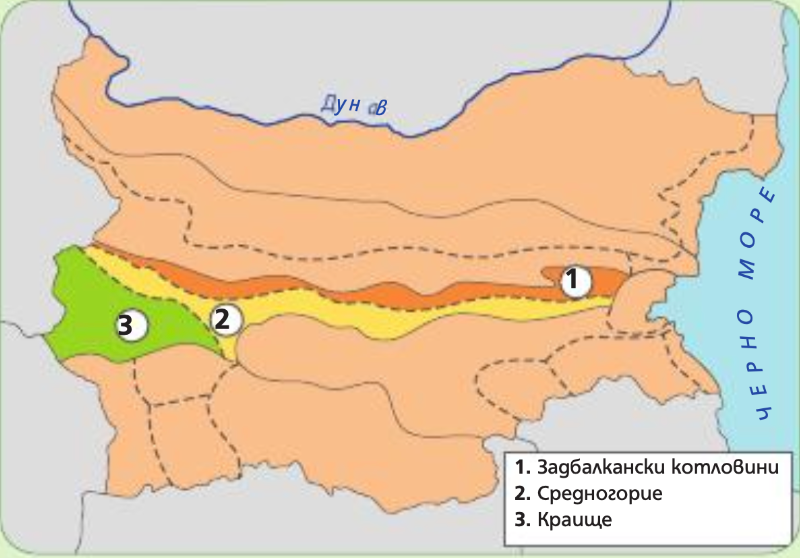 Дунав
ЧЕРНО МОРЕ
1
2
3
1. Задбалкански котловини
2. Средногорие
3. Краище